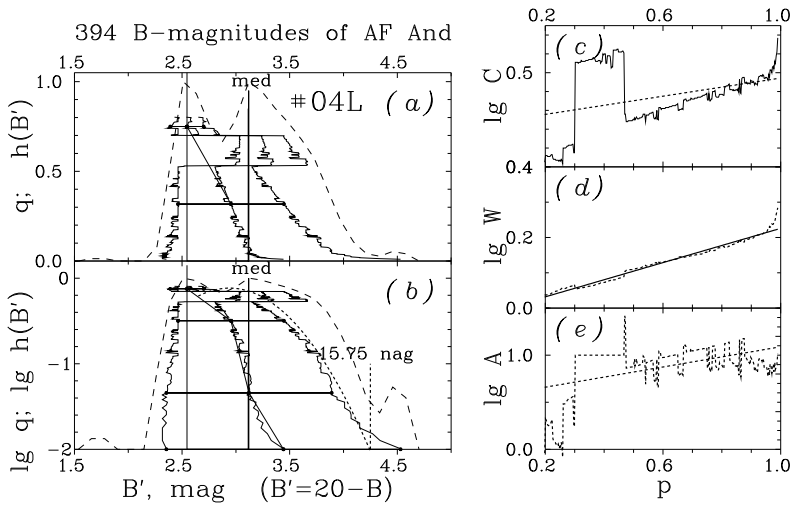 394 B-magnitudes of AF And
1.5 2.5 3.5 4.5
med
#04L (a)
1.0
0.5
0.0
q; h(B')
med
(b)
0
−1
−2
15.75 nag
lg q; lg h(B')
1.5 2.5 3.5 4.5
B', mag (B'=20−B)
0.2 0.6 1.0
(c)
0.5
0.4
lg C
(d)
0.2
0.0
lg W
(e)
1.0
0.0
lg A
0.2 0.6 1.0
p